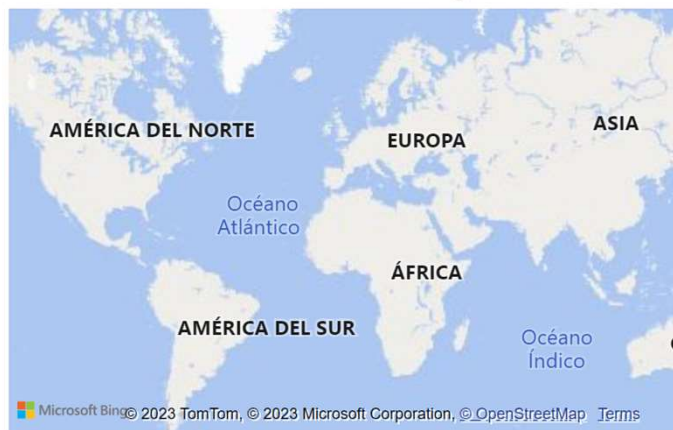 AMÉRICA DEL NORTE
EUROPA
ASIA
Océano
Atlántico
ÁFRICA
AMÉRICA DEL SUR
Océano
Índico
Microsoft Bing
© 2023 TomTom, © 2023 Microsoft Corporation, © OpenStreetMap Terms